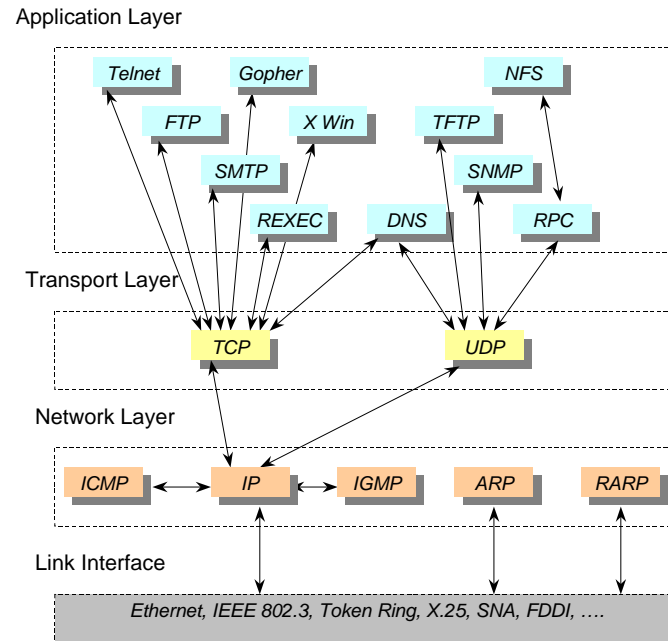 Application Layer
Telnet
Gopher
NFS
FTP
X Win
TFTP
SMTP
SNMP
REXEC
DNS
RPC
Transport Layer
TCP
UDP
Network Layer
ICMP
IP
IGMP
ARP
RARP
Link Interface
Ethernet, IEEE 802.3, Token Ring, X.25, SNA, FDDI, ….